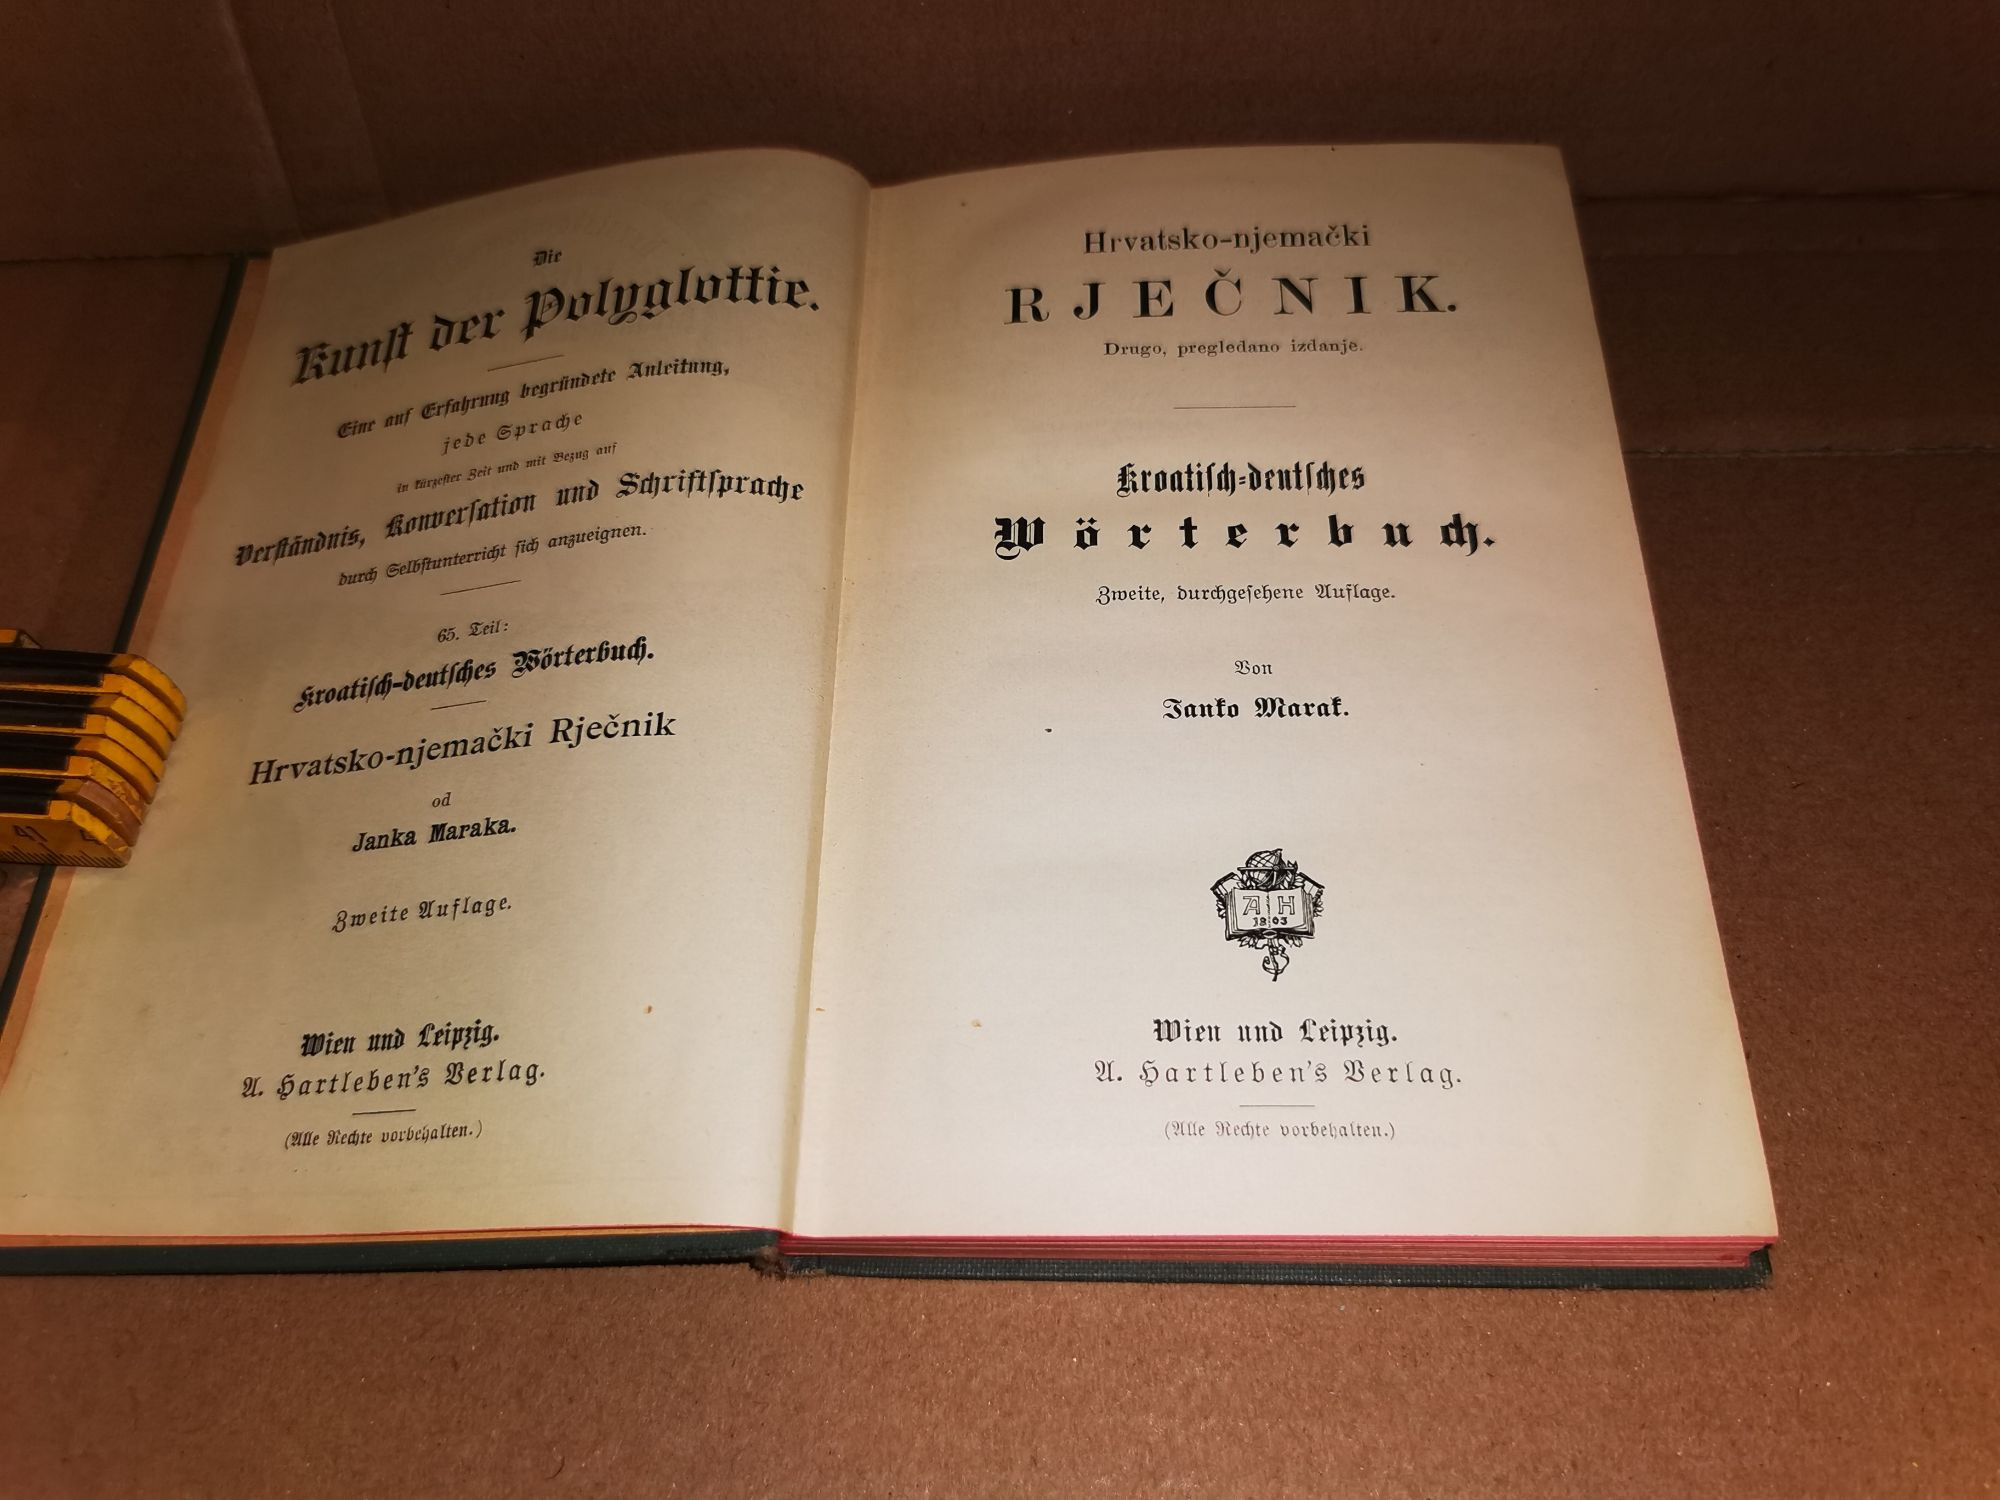 Die
Kunst der Polyglottie.
Eine auf Erfahrung begründete Anleitung,
jede Sprache
in kürzester Zeit und mit Bezug auf
Verständnis, Konversation und Schriftsprache
durch Selbstunterricht sich anzueignen.
65. Teil:
Kroatisch-deutsches Wörterbuch.
Hrvatsko-njemački Rječnik
od
Janka Maraka.
Zweite Auflage.
Wien und Leipzig.
A. Hartleben's Verlag.
(Alle Rechte vorbehalten.)
Hrvatsko-njemački
RJEČNIK.
Drugo, pregledano izdanje.
Kroatisch-deutsches
Wörterbuch.
Zweite, durchgesehene Auflage.
Von
Janko Marak.
A H
1803
Wien und Leipzig.
A. Hartleben's Verlag.
(Alle Rechte vorbehalten.)
41